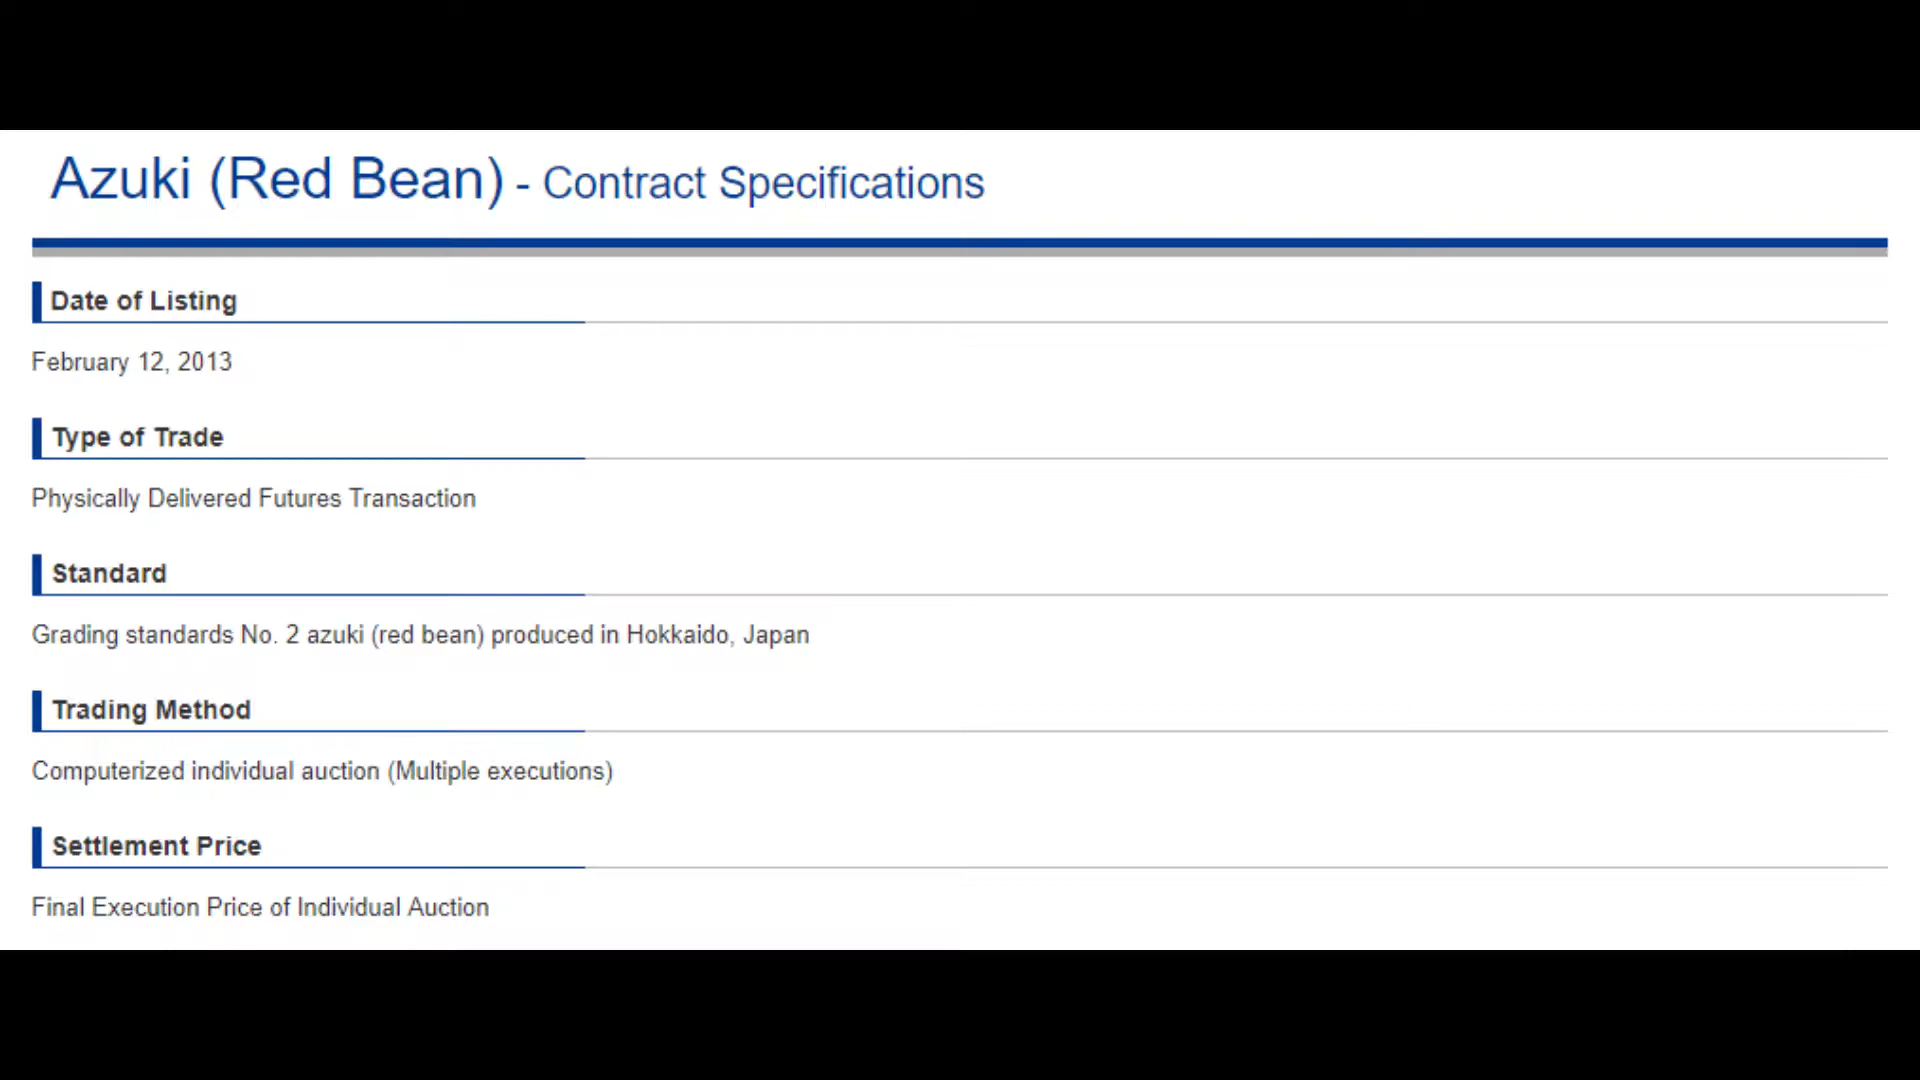 Azuki (Red Bean) - Contract Specifications
Date of Listing
February 12, 2013
Type of Trade
Physically Delivered Futures Transaction
Standard
Grading standards No. 2 azuki (red bean) produced in Hokkaido, Japan
Trading Method
Computerized individual auction (Multiple executions)
Settlement Price
Final Execution Price of Individual Auction